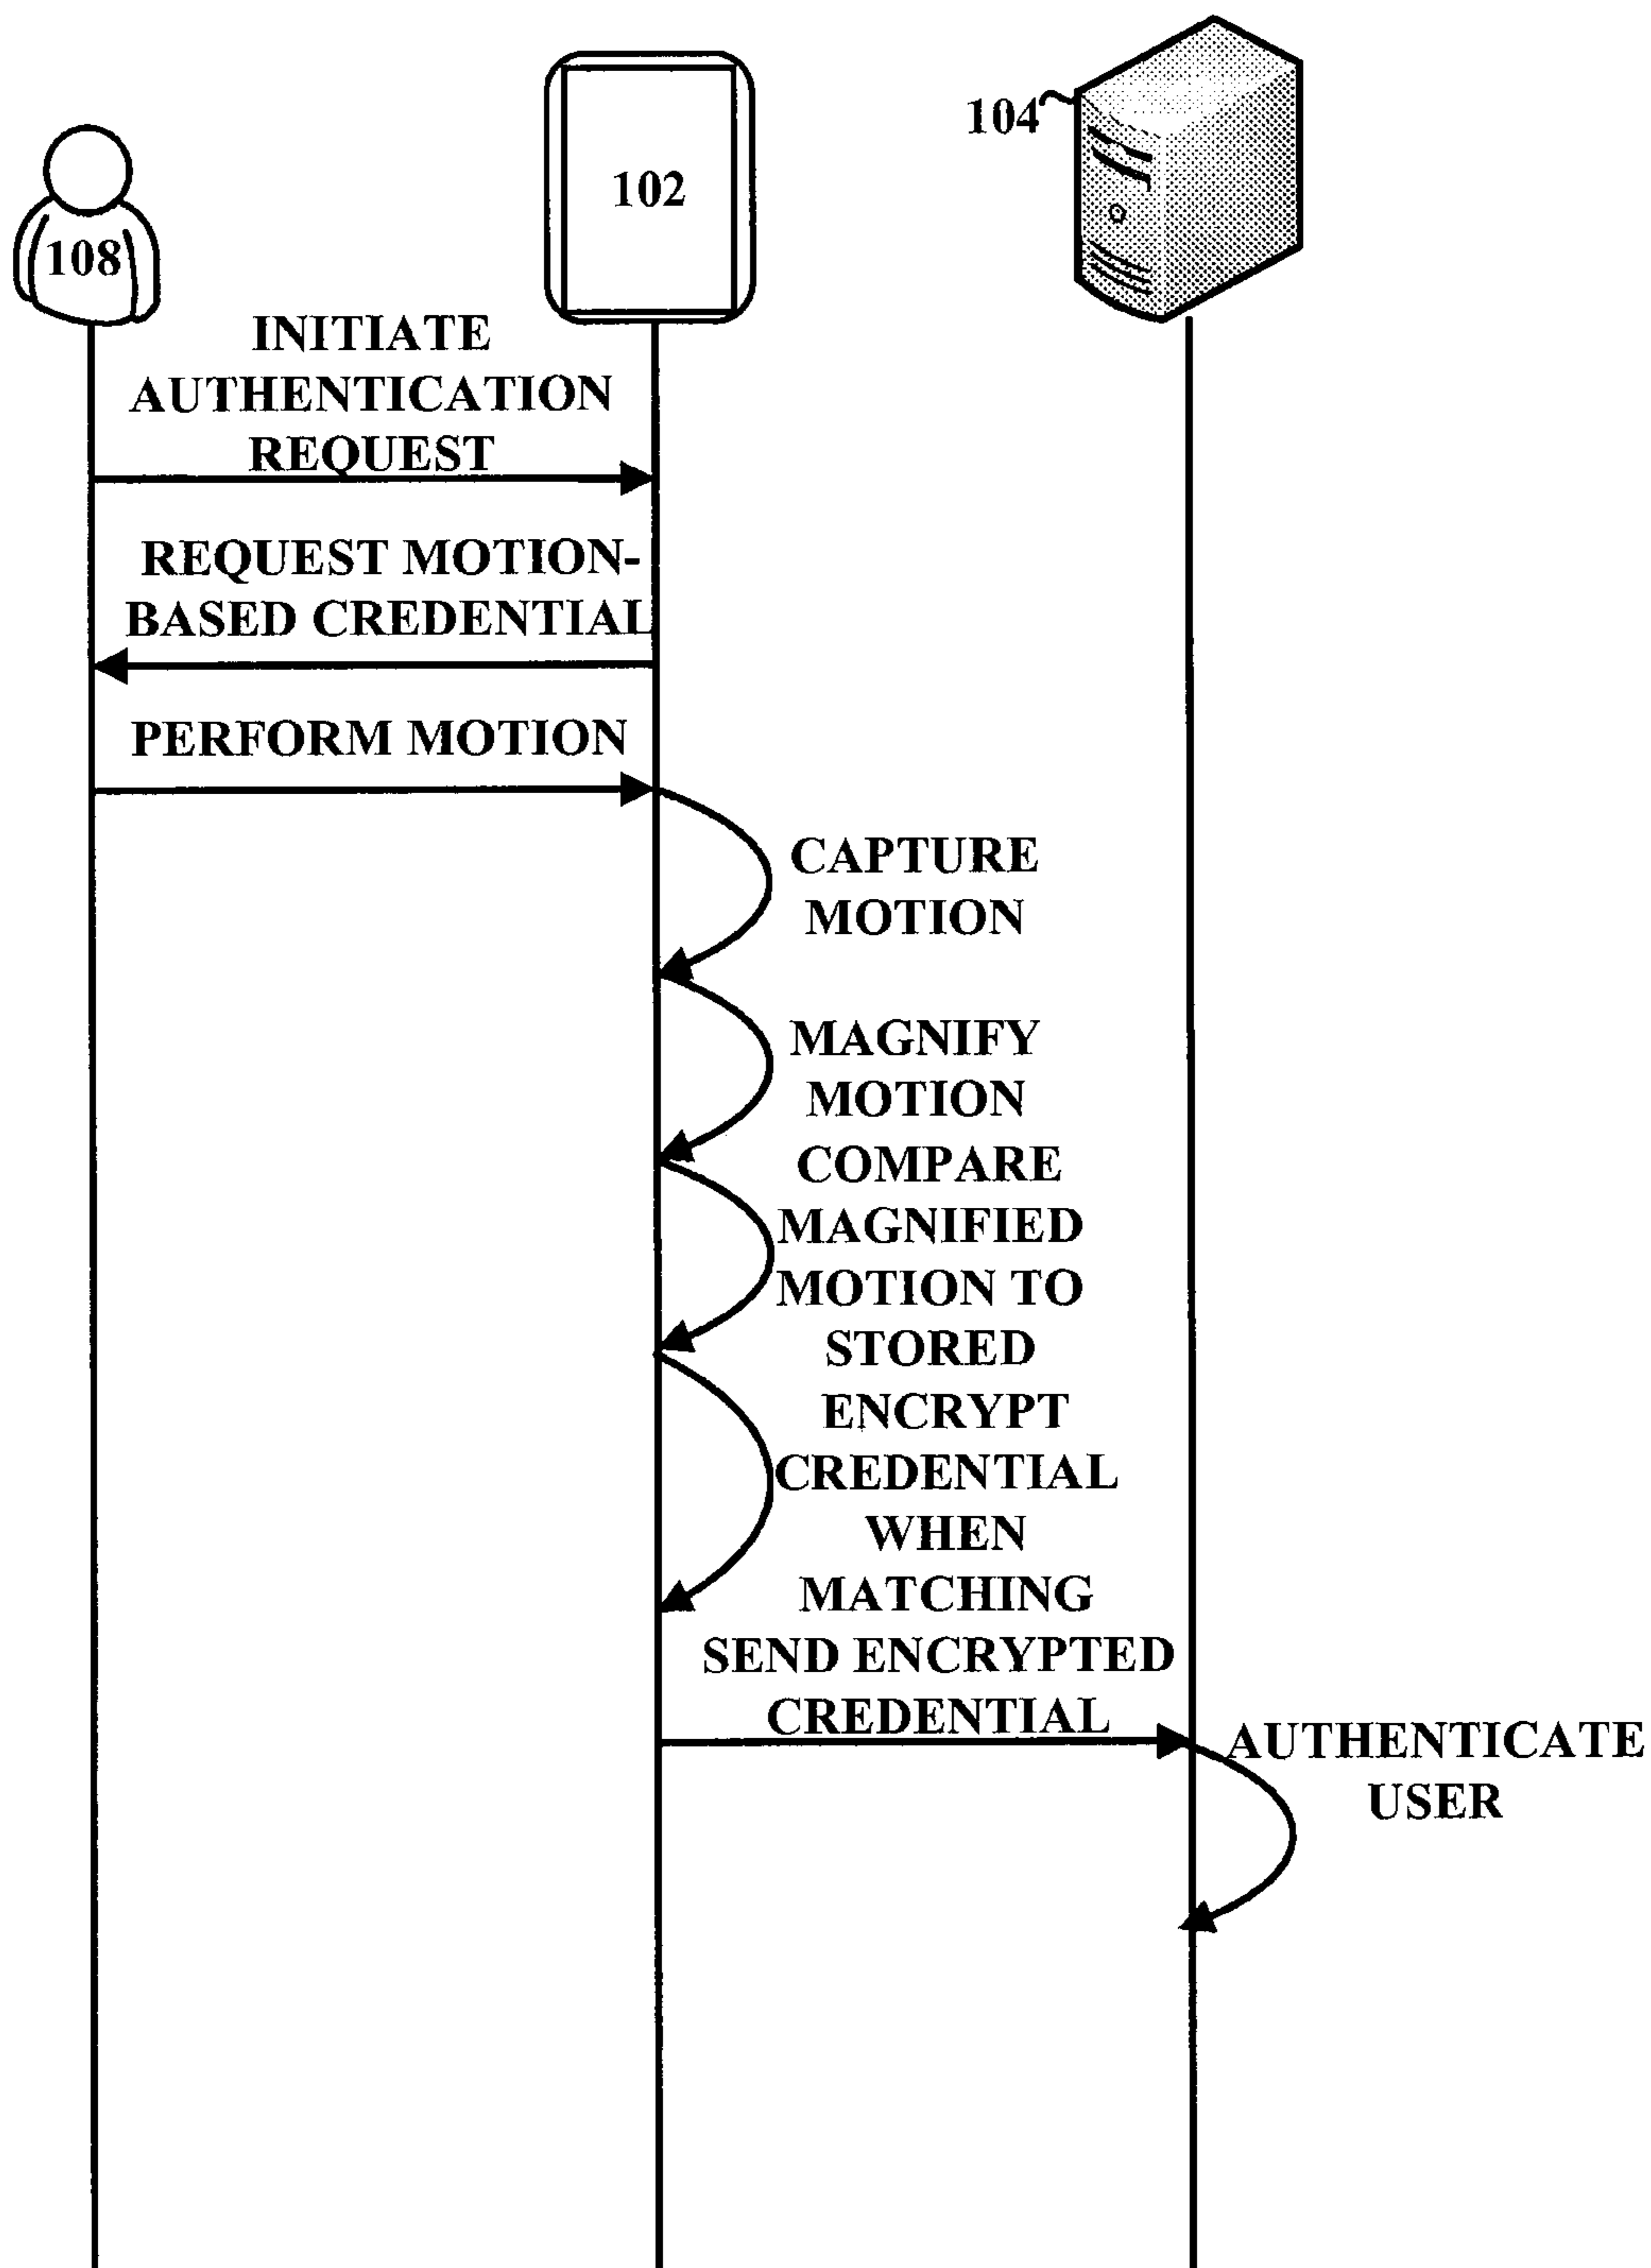 104
102
108
INITIATE
AUTHENTICATION
REQUEST
REQUEST MOTION-
BASED CREDENTIAL
PERFORM MOTION
CAPTURE
MOTION
MAGNIFY
MOTION
COMPARE
MAGNIFIED
MOTION TO
STORED
ENCRYPT
CREDENTIAL
WHEN
MATCHING
SEND ENCRYPTED
CREDENTIAL
AUTHENTICATE
USER